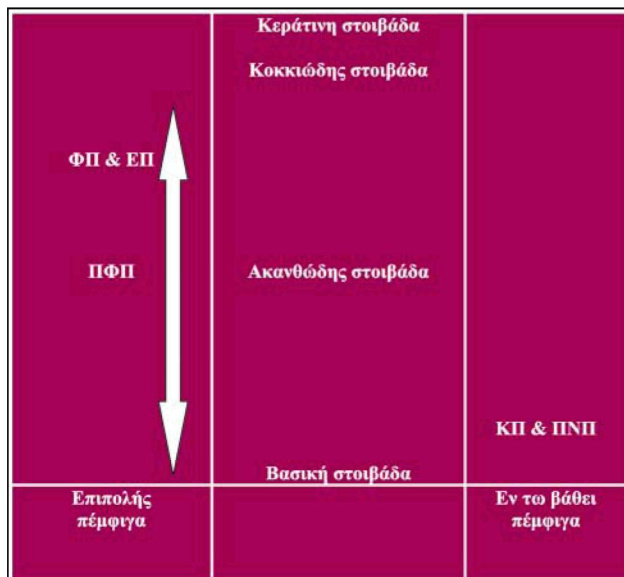 Κεράτινη στοιβάδα
Κοκκιώδης στοιβάδα
ΦΠ & ΕΠ
ΠΦΠ
Ακανθώδης στοιβάδα
ΚΠ & ΠΝΠ
Βασική στοιβάδα
Επιπολής
πέμφιγα
Εν τω βάθει
πέμφιγα